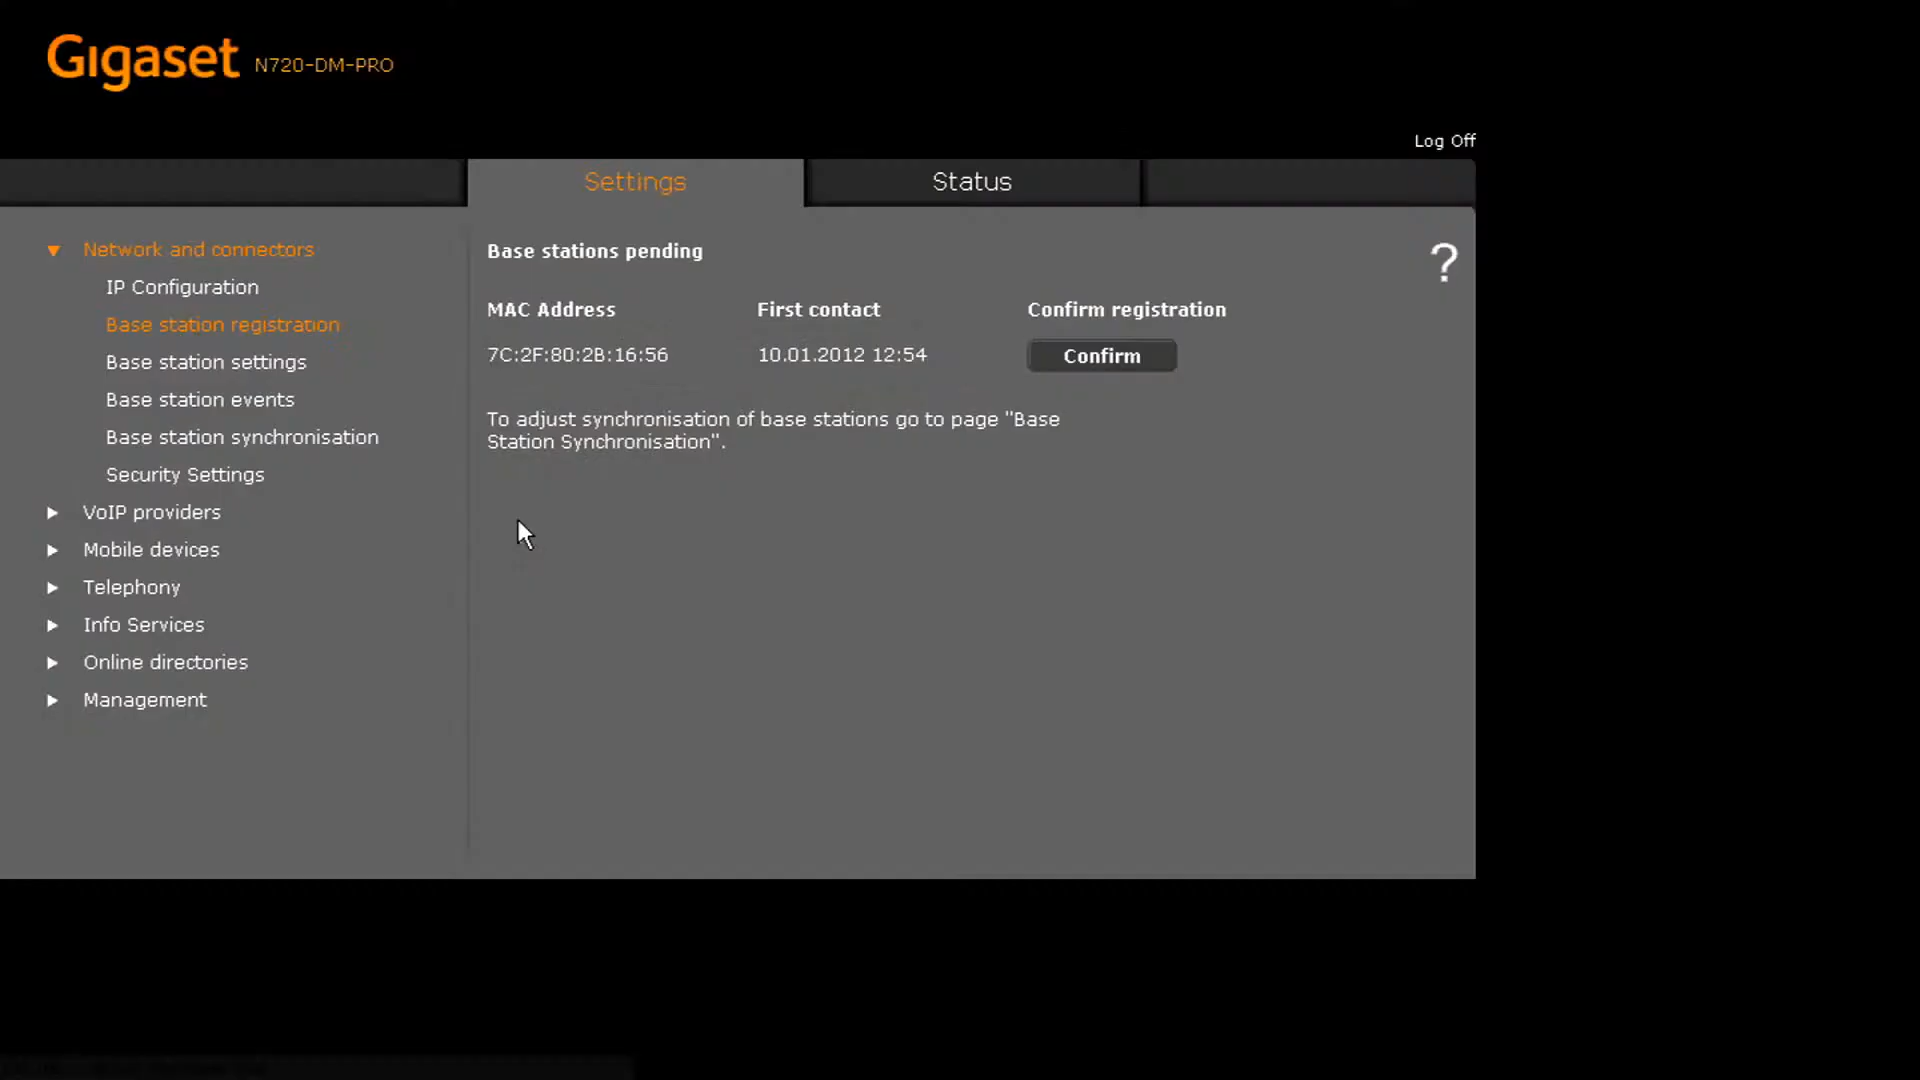 Gigaset N720-DM-PRO
Log Off
Settings
Status
Network and connectors
IP Configuration
Base station registration
Base station settings
Base station events
Base station synchronisation
Security Settings
VoIP providers
Mobile devices
Telephony
Info Services
Online directories
Management
Base stations pending
?
MAC Address First contact Confirm registration
7C:2F:80:2B:16:56 10.01.2012 12:54 Confirm
To adjust synchronisation of base stations go to page "Base
Station Synchronisation".